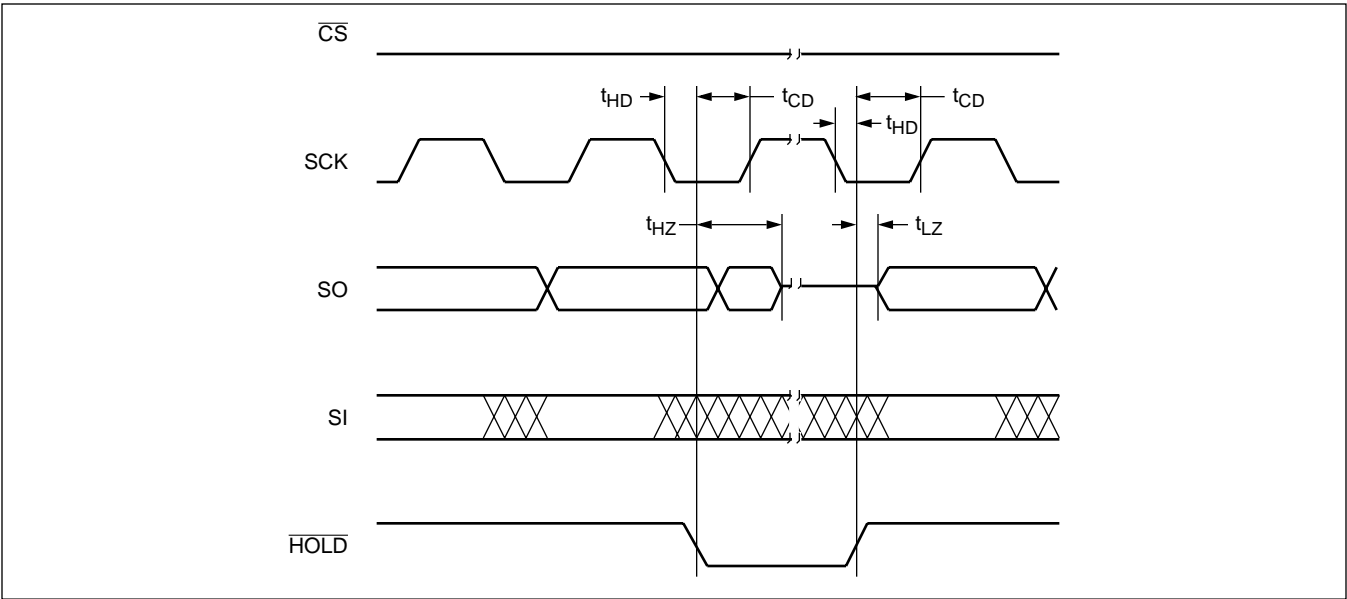 CS
tHD tCD tCD
tHD
SCK
tHZ tLZ
SO
SI
HOLD